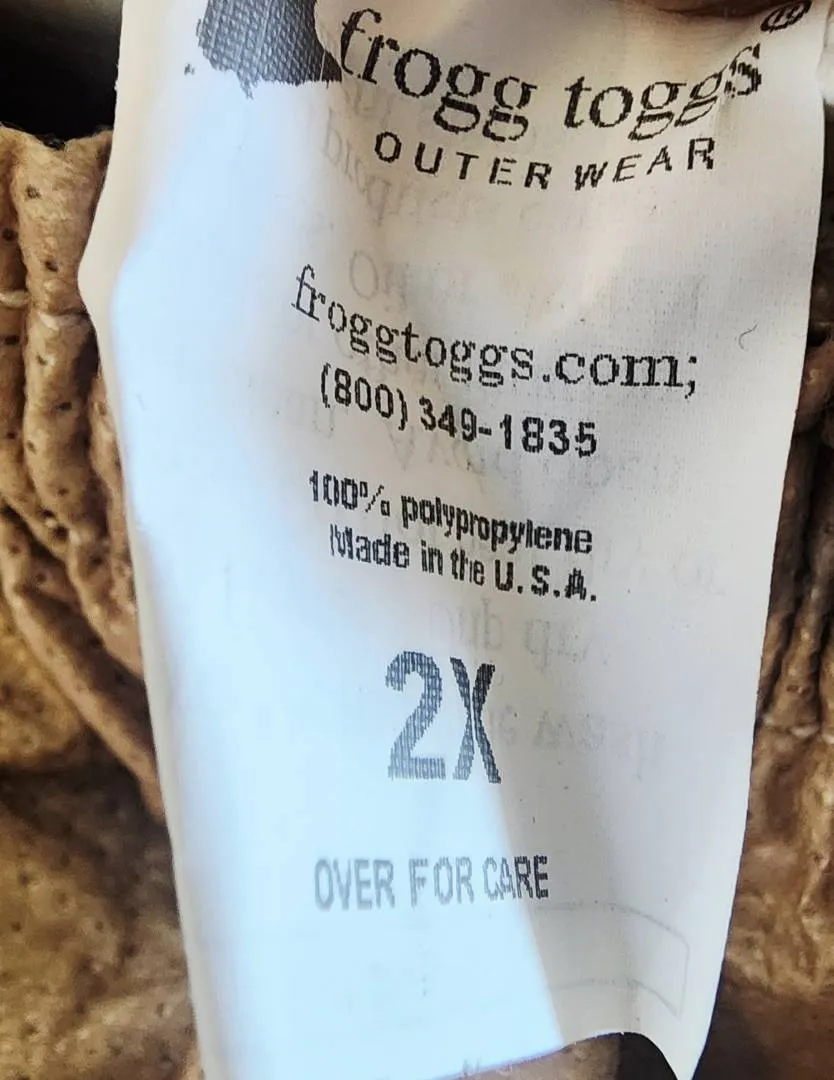 frogg toggs®
OUTER WEAR
froggtoggs.com;
(800) 349-1835
100% polypropylene
Made in the U.S.A.
2X
OVER FOR CARE